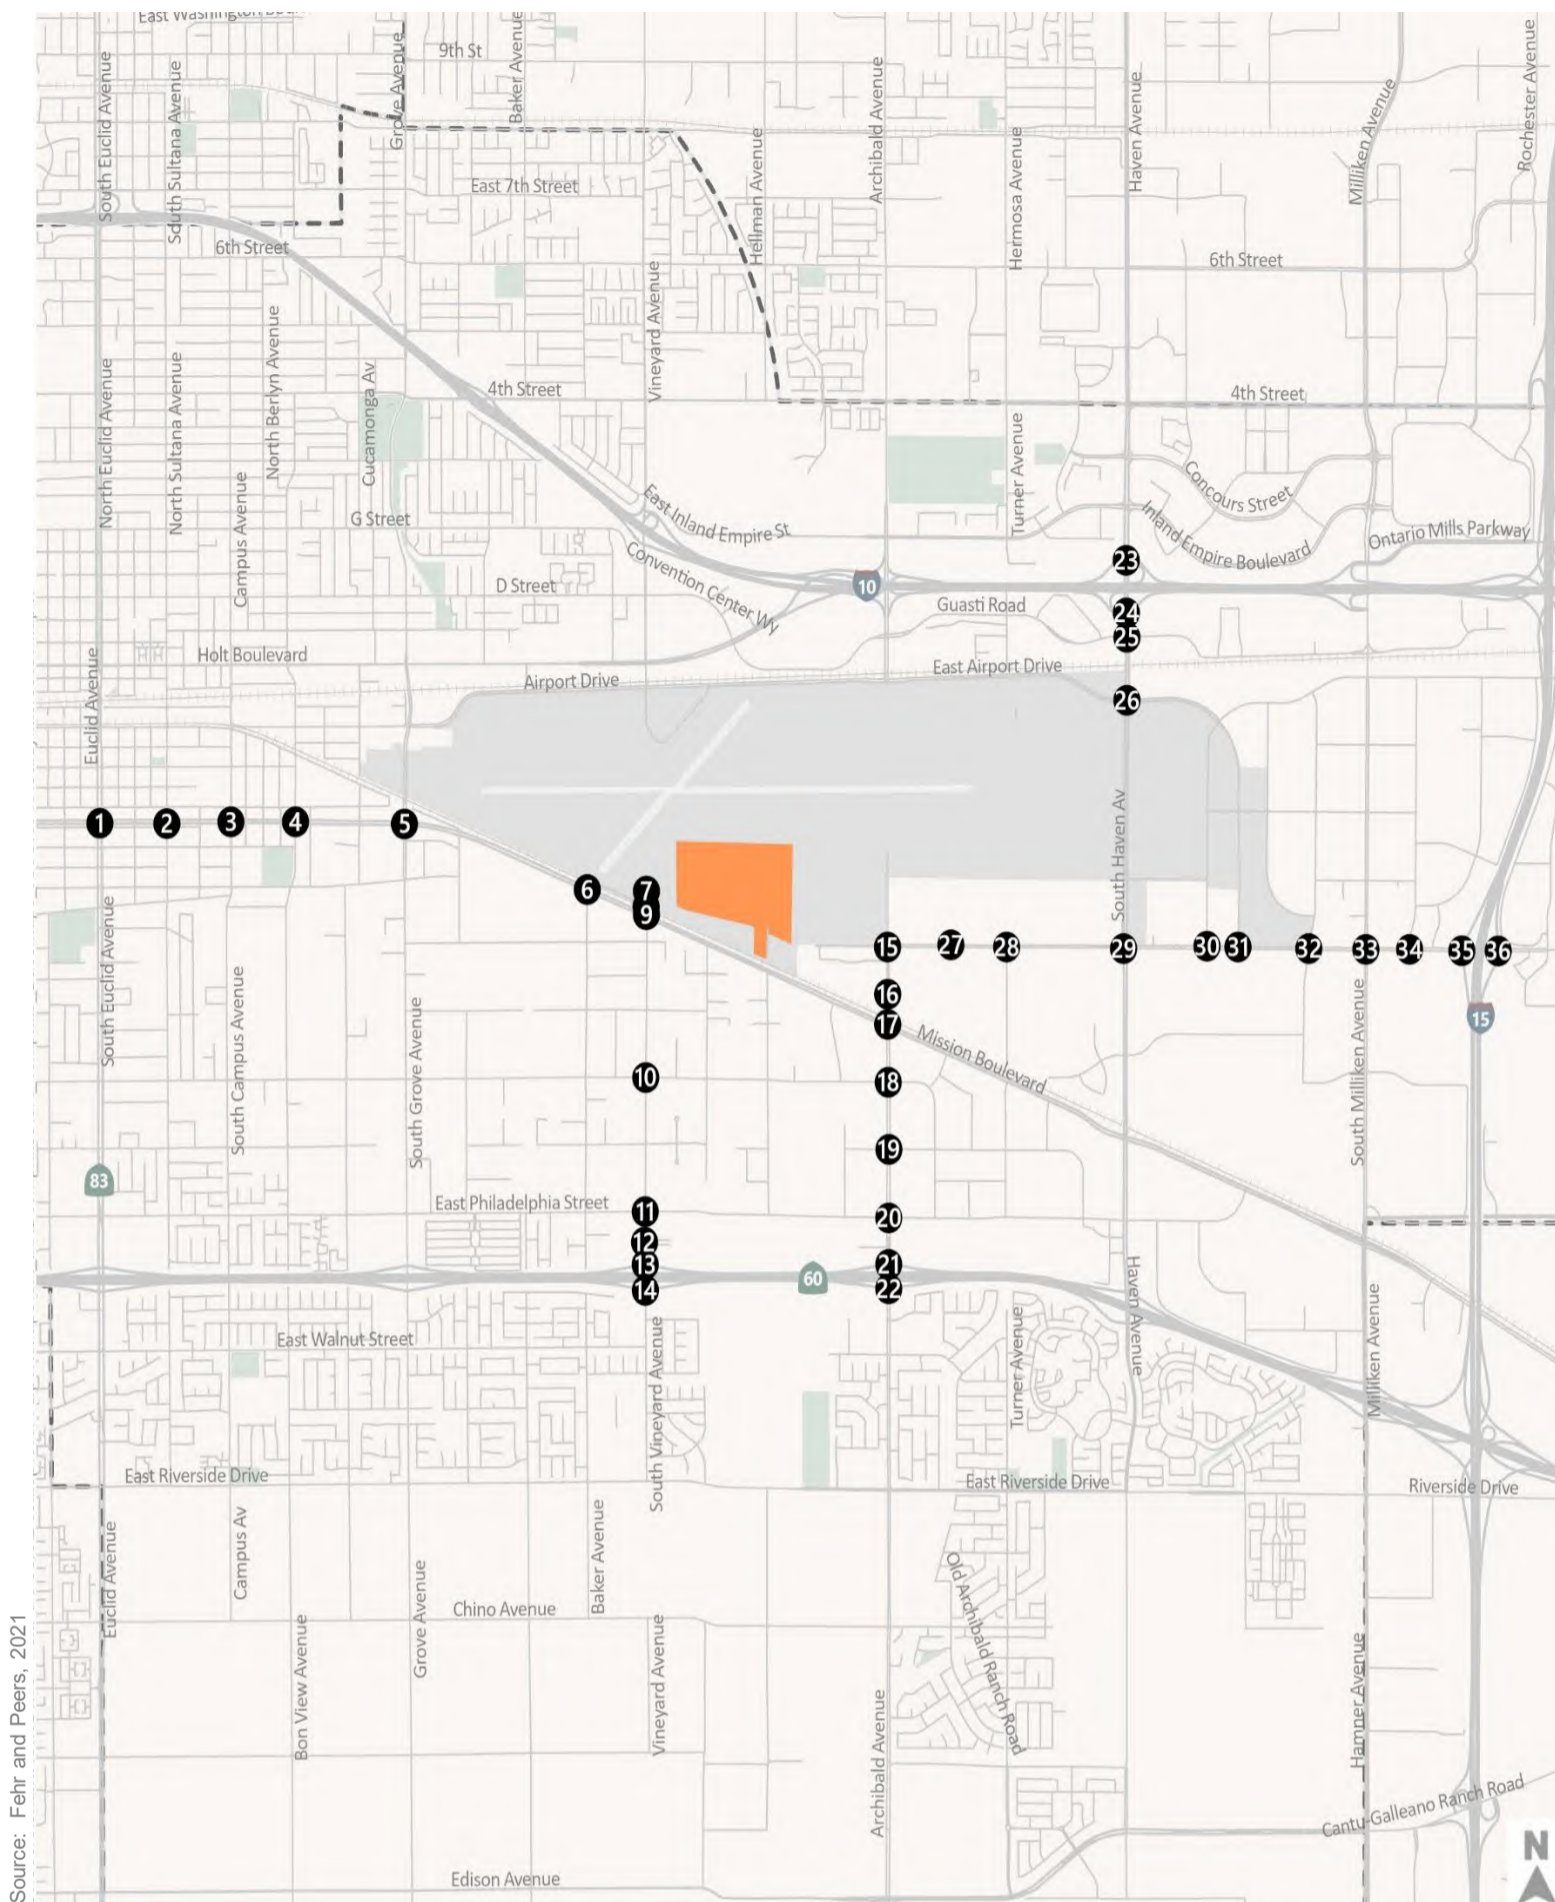 9th St
South Euclid Avenue
South Sultana Avenue
Grove Avenue
Baker Avenue
Archibald Avenue
Haven Avenue
Milliken Avenue
Rochester Avenue
Hellman Avenue
Hermosa Avenue
East 7th Street
6th Street
6th Street
North Euclid Avenue
North Sultana Avenue
North Berlyn Avenue
Cucamonga Av
Vineyard Avenue
4th Street
4th Street
Campus Avenue
G Street
East Inland Empire St
Turner Avenue
Concours Street
Inland Empire Boulevard
Ontario Mills Parkway
Convention Center Wy
D Street
10
23
Guasti Road
24
25
Holt Boulevard
East Airport Drive
Airport Drive
Euclid Avenue
26
South Haven Av
1
2
3
4
5
6
7
9
15
27
28
29
30
31
32
33
34
35
36
South Euclid Avenue
South Campus Avenue
South Grove Avenue
16
17
Mission Boulevard
South Milliken Avenue
15
10
18
19
83
East Philadelphia Street
11
20
12
13
14
60
21
22
Haven Avenue
East Walnut Street
South Vineyard Avenue
Turner Avenue
Milliken Avenue
East Riverside Drive
East Riverside Drive
Riverside Drive
Euclid Avenue
Campus Av
Baker Avenue
Old Archibald Ranch Road
Chino Avenue
Grove Avenue
Bon View Avenue
Vineyard Avenue
Archibald Avenue
Hamner Avenue
Cantu-Galleano Ranch Road
Edison Avenue
N
Source: Fehr and Peers, 2021